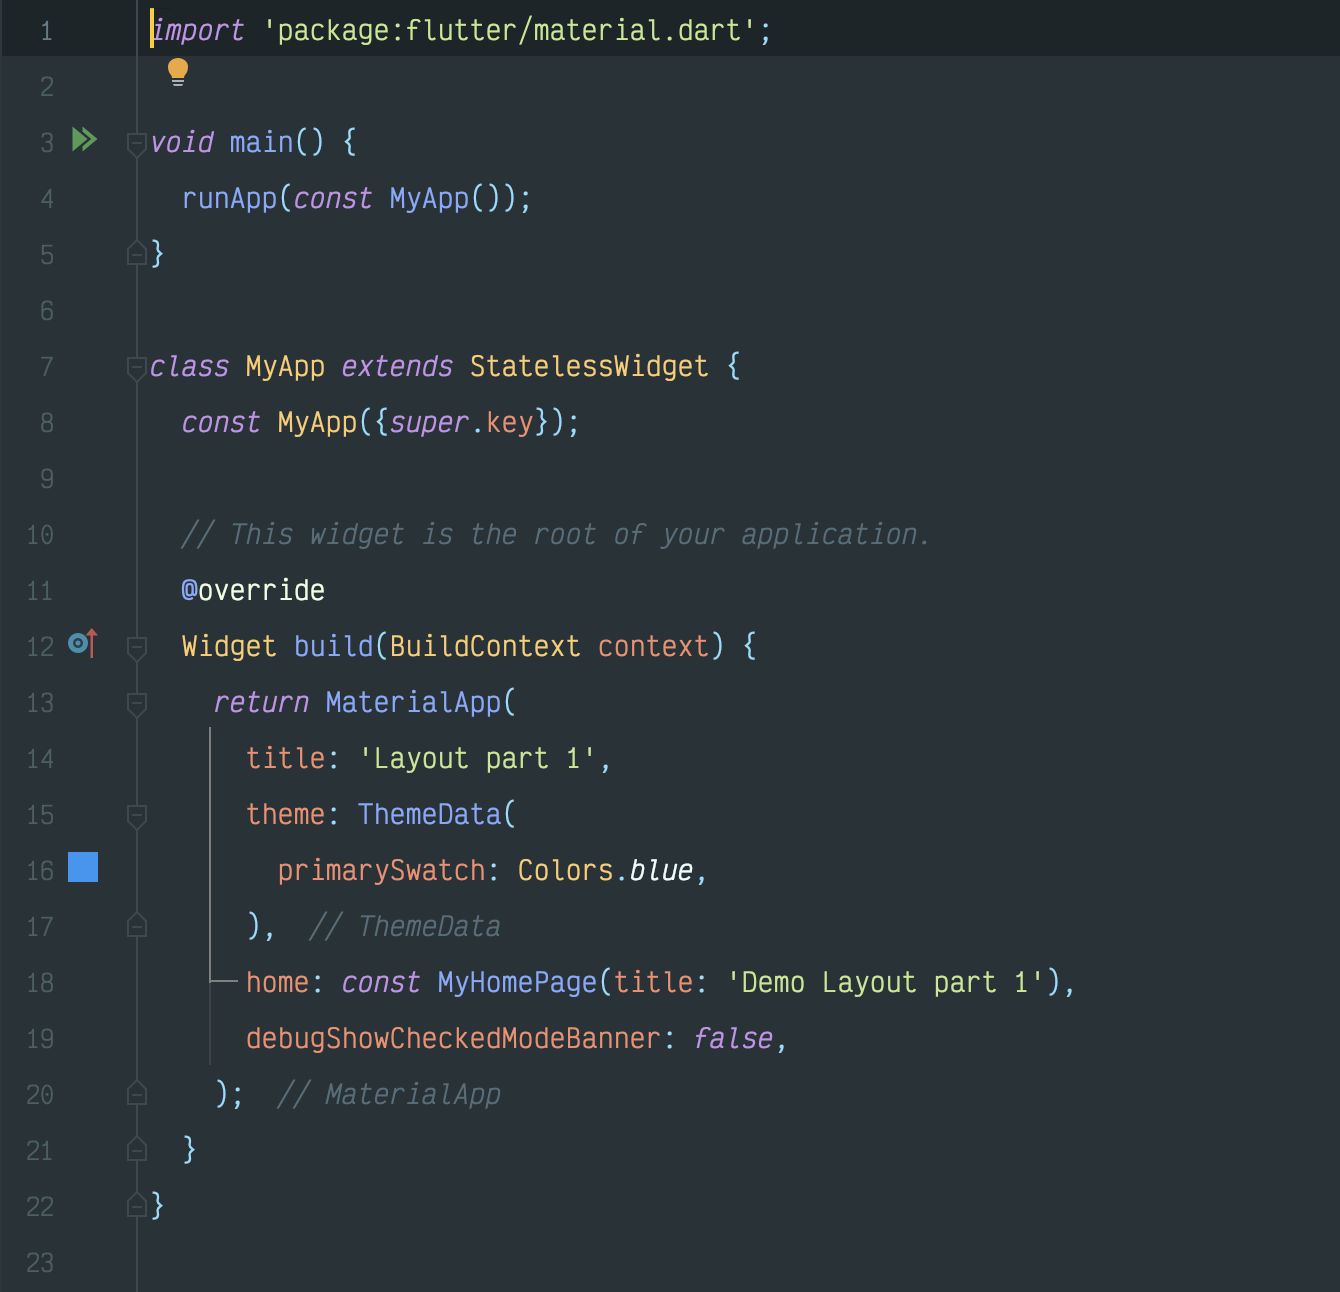 1 import 'package:flutter/material.dart';
2
3 void main() {
4 runApp(const MyApp());
5 }
6
7 class MyApp extends StatelessWidget {
8 const MyApp({super.key});
9
10 // This widget is the root of your application.
11 @override
12 Widget build(BuildContext context) {
13 return MaterialApp(
14 title: 'Layout part 1',
15 theme: ThemeData(
16 primarySwatch: Colors.blue,
17 ), // ThemeData
18 home: const MyHomePage(title: 'Demo Layout part 1'),
19 debugShowCheckedModeBanner: false,
20 ); // MaterialApp
21 }
22 }
23